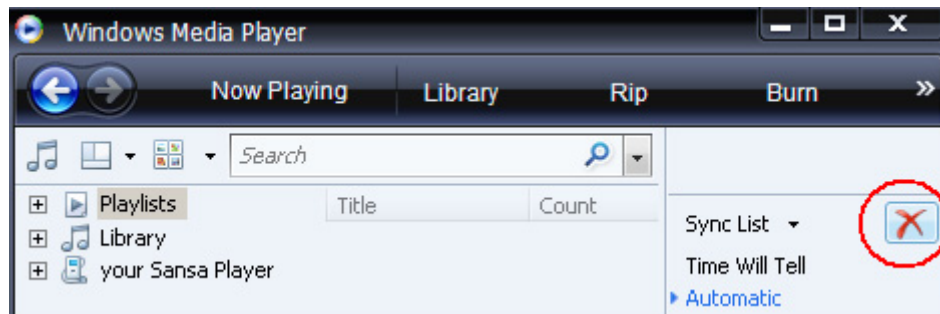 Windows Media Player
Now Playing Library Rip Burn »
Search
Playlists Title Count
Library
your Sansa Player
Sync List
Time Will Tell
Automatic